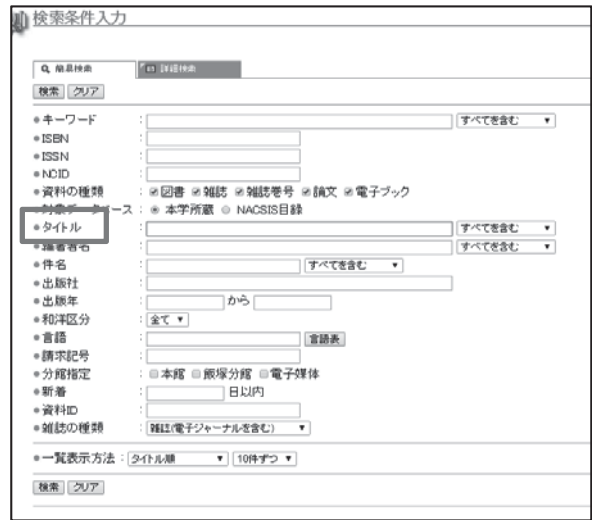 検索条件入力
簡易検索 詳細検索
検索 クリア
キーワード : すべてを含む
ISBN :
ISSN :
NCID :
資料の種類 : 図書 雑誌 雑誌巻号 論文 電子ブック
対象データベース : 本学所蔵 NACSIS目録
タイトル : すべてを含む
編著者名 : すべてを含む
件名 : すべてを含む
出版社 :
出版年 : から
和洋区分 : 全て
言語 : 言語表
請求記号 :
分館指定 : 本館 飯塚分館 電子媒体
新着 : 日以内
資料ID :
雑誌の種類 : 雑誌(電子ジャーナルを含む)
一覧表示方法 : タイトル順 10件ずつ
検索 クリア